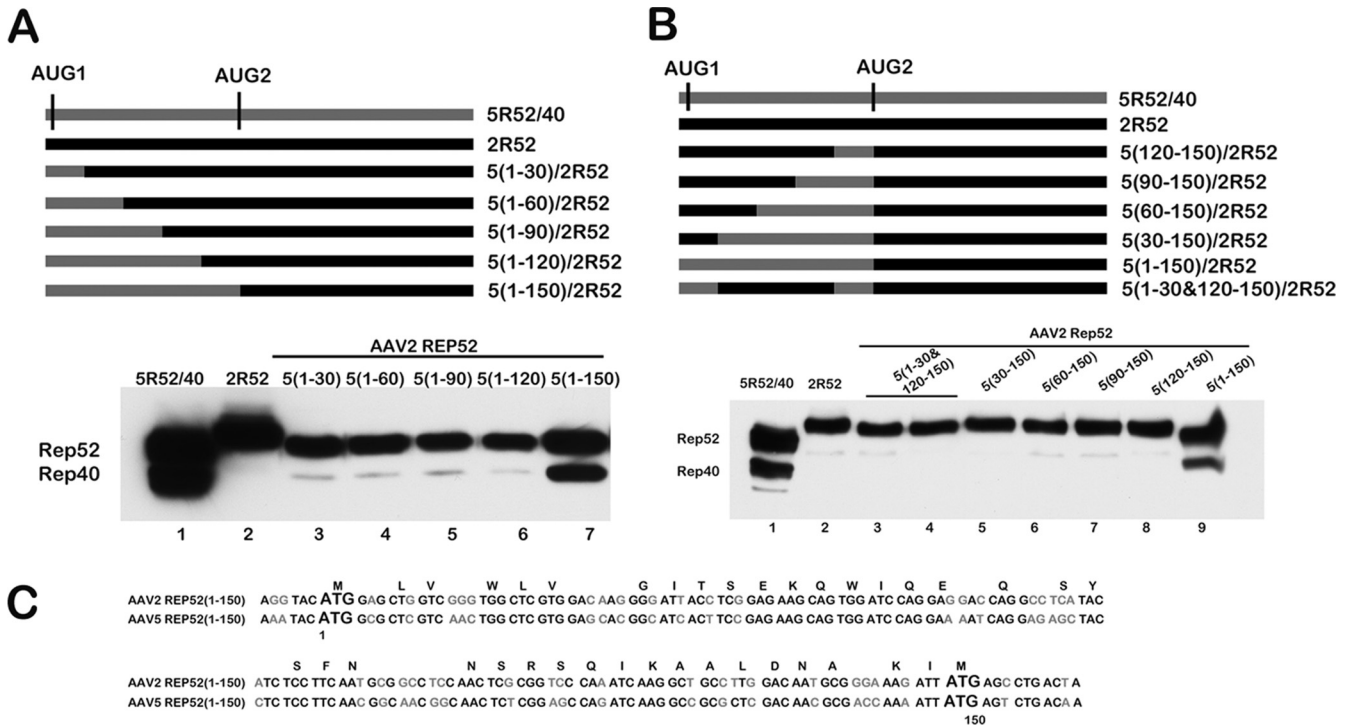 A
AUG1 AUG2
5R52/40
2R52
5(1-30)/2R52
5(1-60)/2R52
5(1-90)/2R52
5(1-120)/2R52
5(1-150)/2R52
AAV2 REP52
5R52/40 2R52 5(1-30) 5(1-60) 5(1-90) 5(1-120) 5(1-150)
Rep52
Rep40
1 2 3 4 5 6 7
B
AUG1 AUG2
5R52/40
2R52
5(120-150)/2R52
5(90-150)/2R52
5(60-150)/2R52
5(30-150)/2R52
5(1-150)/2R52
5(1-30&120-150)/2R52
AAV2 Rep52
5R52/40 2R52 5(1-30& 120-150) 5(30-150) 5(60-150) 5(90-150) 5(120-150) 5(1-150)
Rep52
Rep40
1 2 3 4 5 6 7 8 9
C
M L V W L V G I T S E K Q W I Q E Q S Y
AAV2 REP52(1-150) AGG TAC ATG GAG CTG GTC GGG TGG CTC GTG GAC AAG GGG ATT ACC TCG GAG AAG CAG TGG ATC CAG GAG GAC CAG GCC TCA TAC
AAV5 REP52(1-150) AAA TAC ATG GCG CTC GTC AAC TGG CTC GTG GAG CAC GGC ATC ACT TCC GAG AAG CAG TGG ATC CAG GAA AAT CAG GAG AGC TAC
1
S F N N S R S Q I K A A L D N A K I M
AAV2 REP52(1-150) ATC TCC TTC AAT GCG GCC TCC AAC TCG CGG TCC CAA ATC AAG GCT GCC TTG GAC AAT GCG GGA AAG ATT ATG AGC CTG ACT A
AAV5 REP52(1-150) CTC TCC TTC AAC GGC AAC GGC AAC TCT CGG AGC CAG ATC AAG GCC GCG CTC GAC AAC GCG ACC AAA ATT ATG AGT CTG ACA A
150